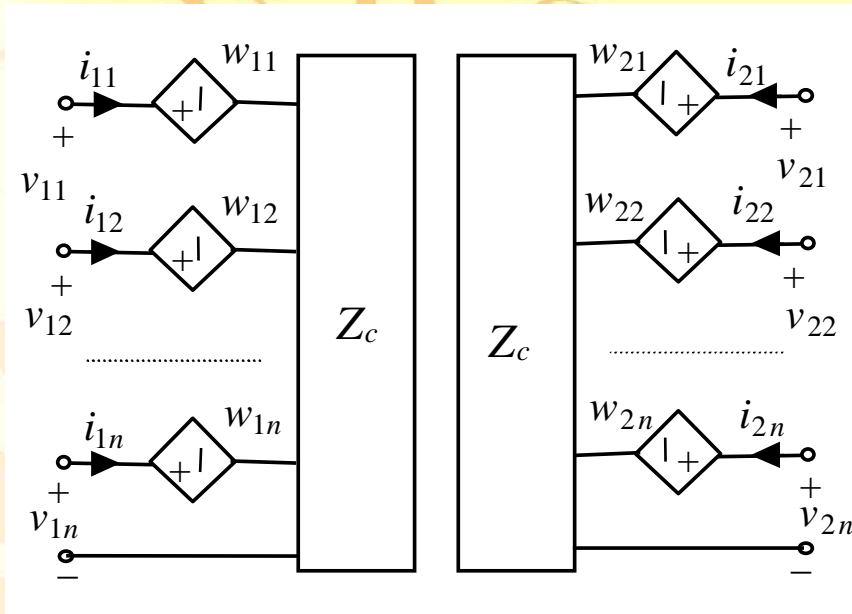 i11 w11 w21 i21
+ + + +
v11 v21
i12 w12 w22 i22
+ + + +
v12 v22
Zc Zc
i1n w1n w2n i2n
+ + + +
v1n v2n
− −